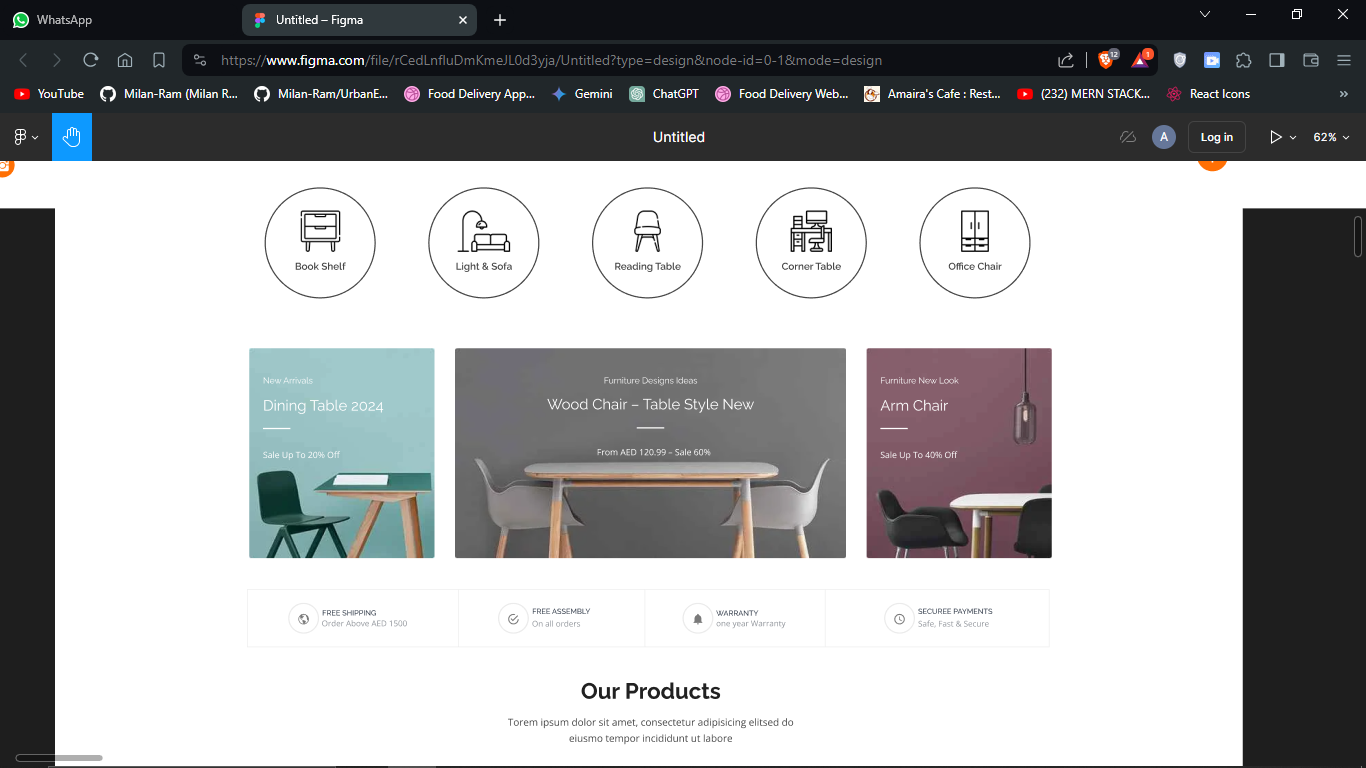 WhatsApp
Untitled – Figma
https://www.figma.com/file/rCedLnfluDmKmeJL0d3yja/Untitled?type=design&node-id=0-1&mode=design
12
1
YouTube
Milan-Ram (Milan R...
Milan-Ram/UrbanE...
Food Delivery App...
Gemini
ChatGPT
Food Delivery Web...
Amaira's Cafe : Rest...
(232) MERN STACK...
React Icons
»
Untitled
A
Log in
62%
Book Shelf
Light & Sofa
Reading Table
Corner Table
Office Chair
New Arrivals
Dining Table 2024
Sale Up To 20% Off
Furniture Designs Ideas
Wood Chair – Table Style New
From AED 120.99 – Sale 60%
Furniture New Look
Arm Chair
Sale Up To 40% Off
FREE SHIPPING
Order Above AED 1500
FREE ASSEMBLY
On all orders
WARRANTY
one year Warranty
SECUREE PAYMENTS
Safe, Fast & Secure
Our Products
Torem ipsum dolor sit amet, consectetur adipisicing elitsed do
eiusmo tempor incididunt ut labore